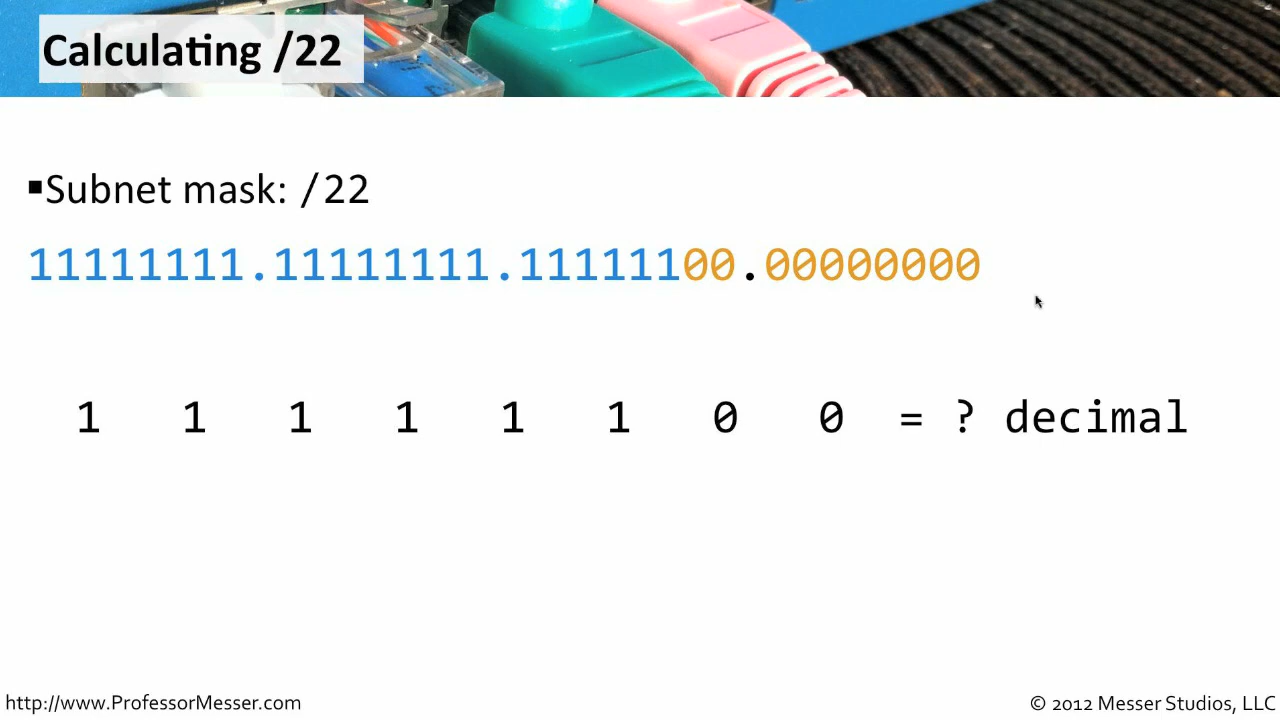 Calculating /22
▪Subnet mask: /22
11111111.11111111.11111100.00000000
1 1 1 1 1 1 0 0 = ? decimal
http://www.ProfessorMesser.com
© 2012 Messer Studios, LLC